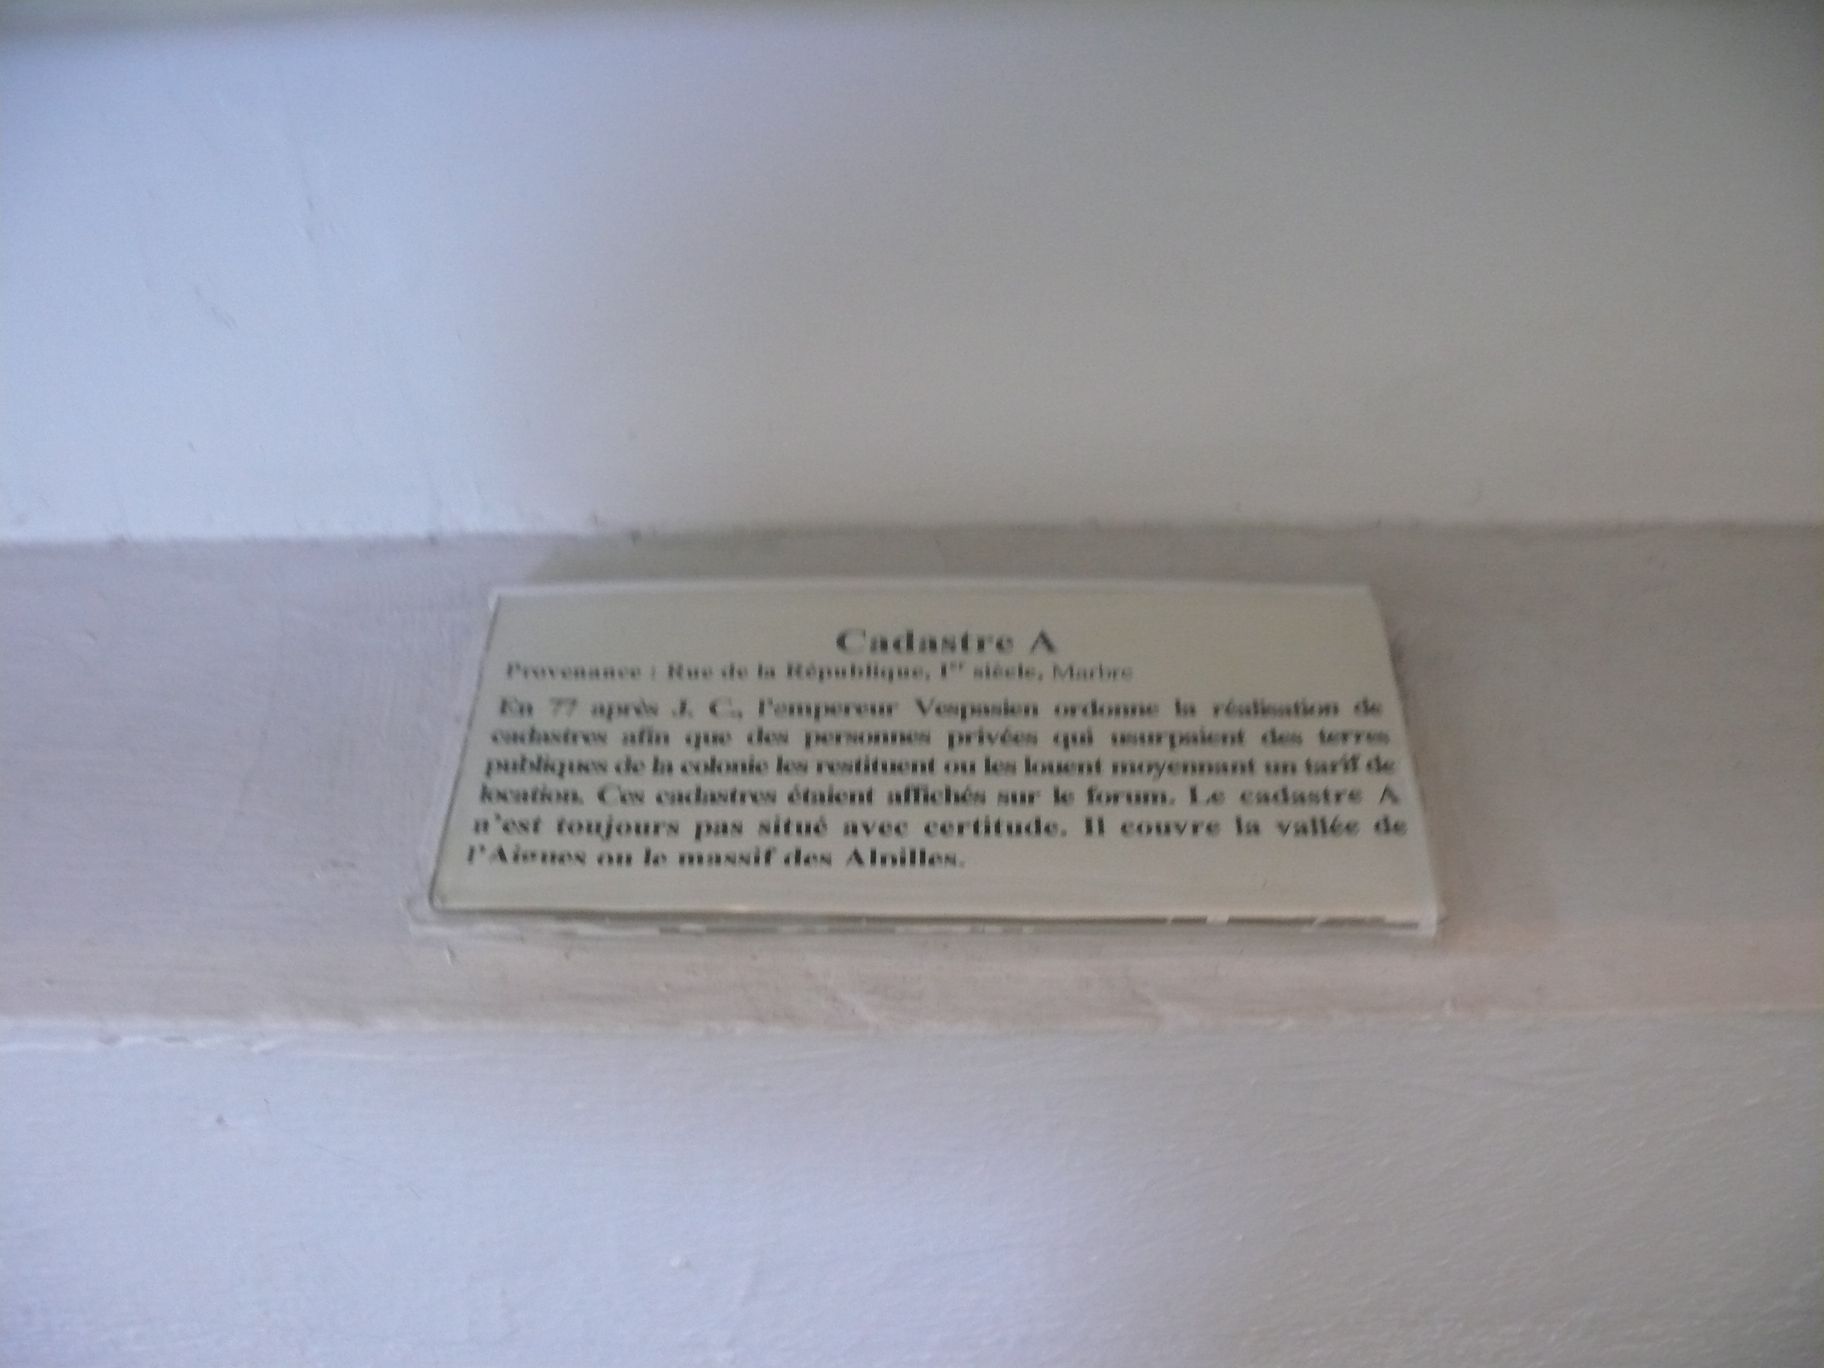 Cadastre A
Provenance : Rue de la République, Ier siècle, Marbre
En 77 après J. C., l'empereur Vespasien ordonne la réalisation de
cadastres afin que des personnes privées qui usurpaient des terres
publiques de la colonie les restituent ou les louent moyennant un tarif de
location. Ces cadastres étaient affichés sur le forum. Le cadastre A
n'est toujours pas situé avec certitude. Il couvre la vallée de
l'Aigues ou le massif des Alpilles.